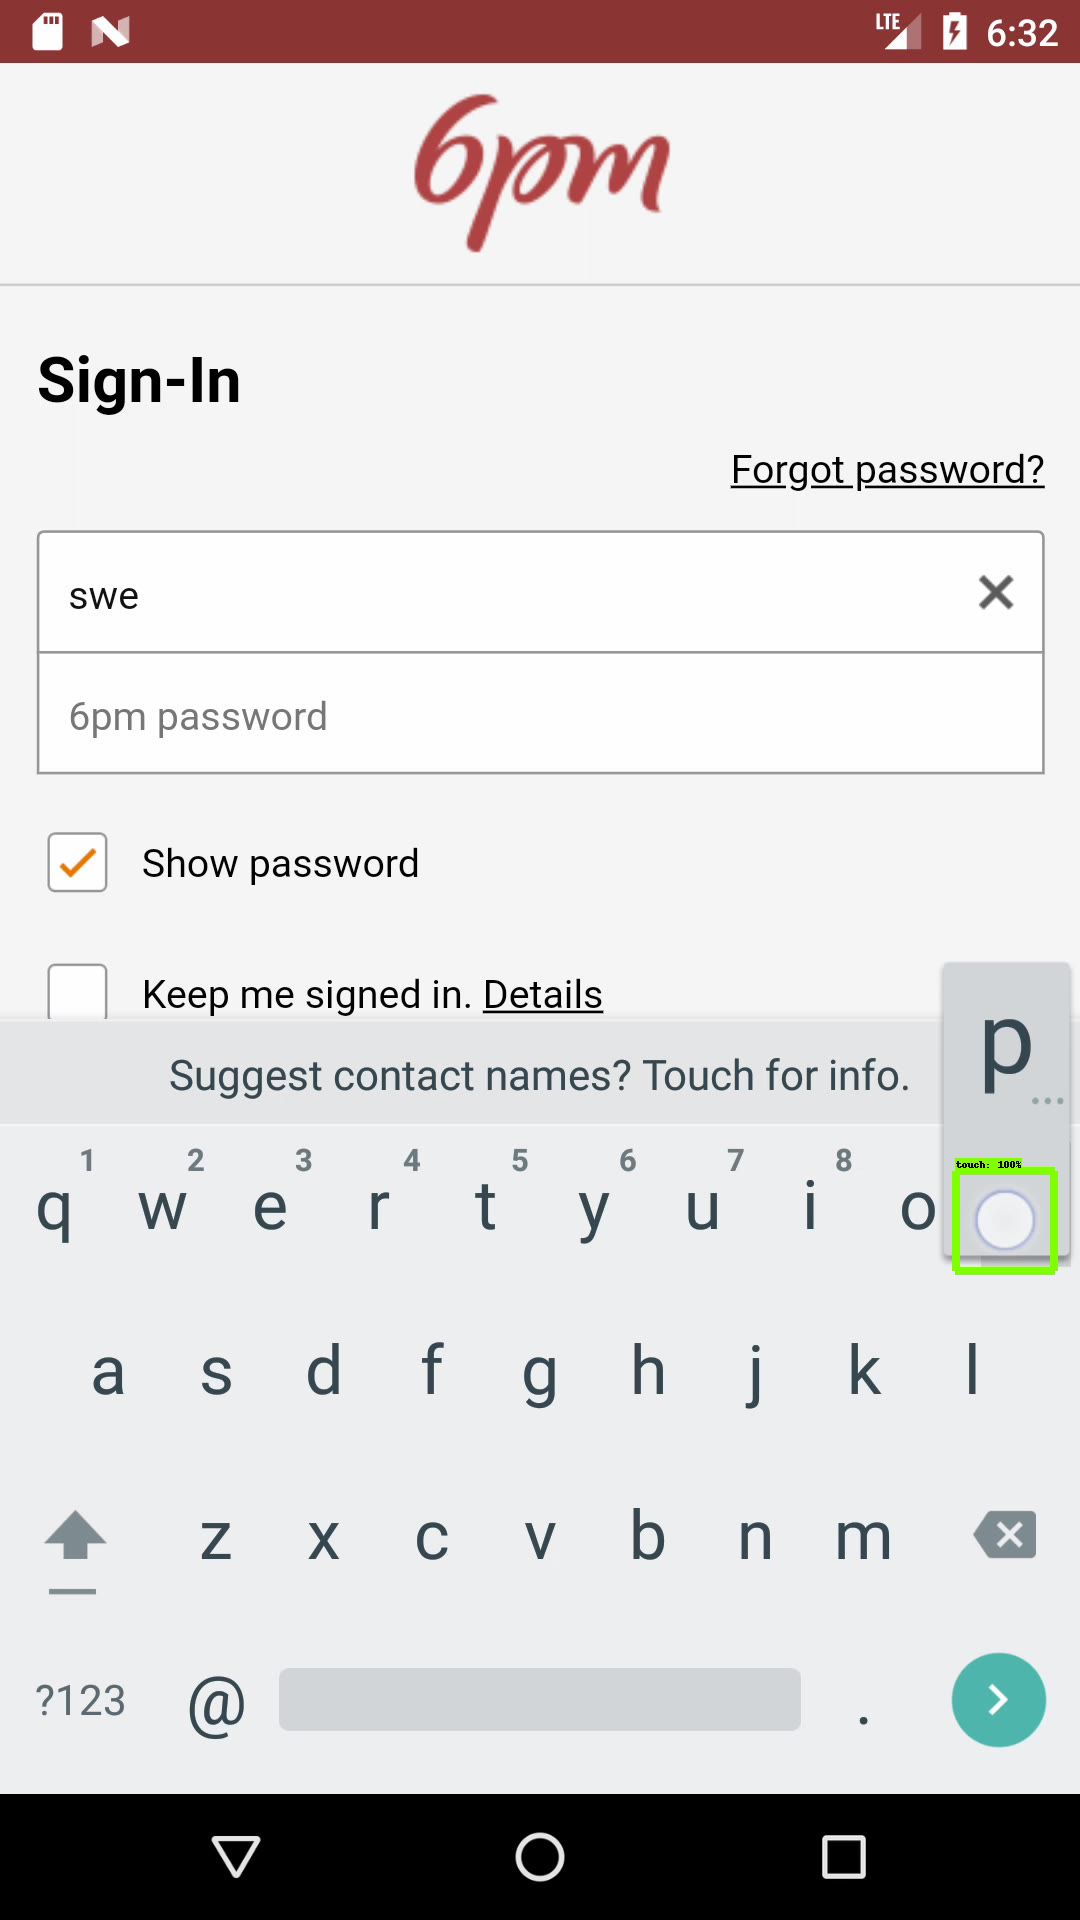 LTE 6:32
6pm
Sign-In
Forgot password?
swe
6pm password
Show password
Keep me signed in. Details
p
Suggest contact names? Touch for info.
...
1 2 3 4 5 6 7 8
touch: 100%
q w e r t y u i o
a s d f g h j k l
z x c v b n m
?123 @ .